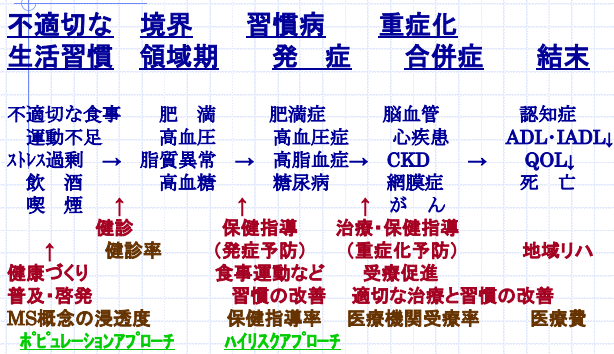 不適切な 境界 習慣病 重症化
生活習慣 領域期 発 症 合併症 結末
不適切な食事 肥 満 肥満症 脳血管 認知症
運動不足 高血圧 高血圧症 心疾患 ADL・IADL↓
ストレス過剰 → 脂質異常 → 高脂血症→ CKD → QOL↓
飲 酒 高血糖 糖尿病 網膜症 死 亡
喫 煙 ↑ ↑ ↑ がん
健診 保健指導 治療・保健指導
↑ 健診率 (発症予防) (重症化予防) 地域リハ
健康づくり 食事運動など 受療促進
普及・啓発 習慣の改善 適切な治療と習慣の改善
MS概念の浸透度 保健指導率 医療機関受療率 医療費
ポピュレーションアプローチ ハイリスクアプローチ